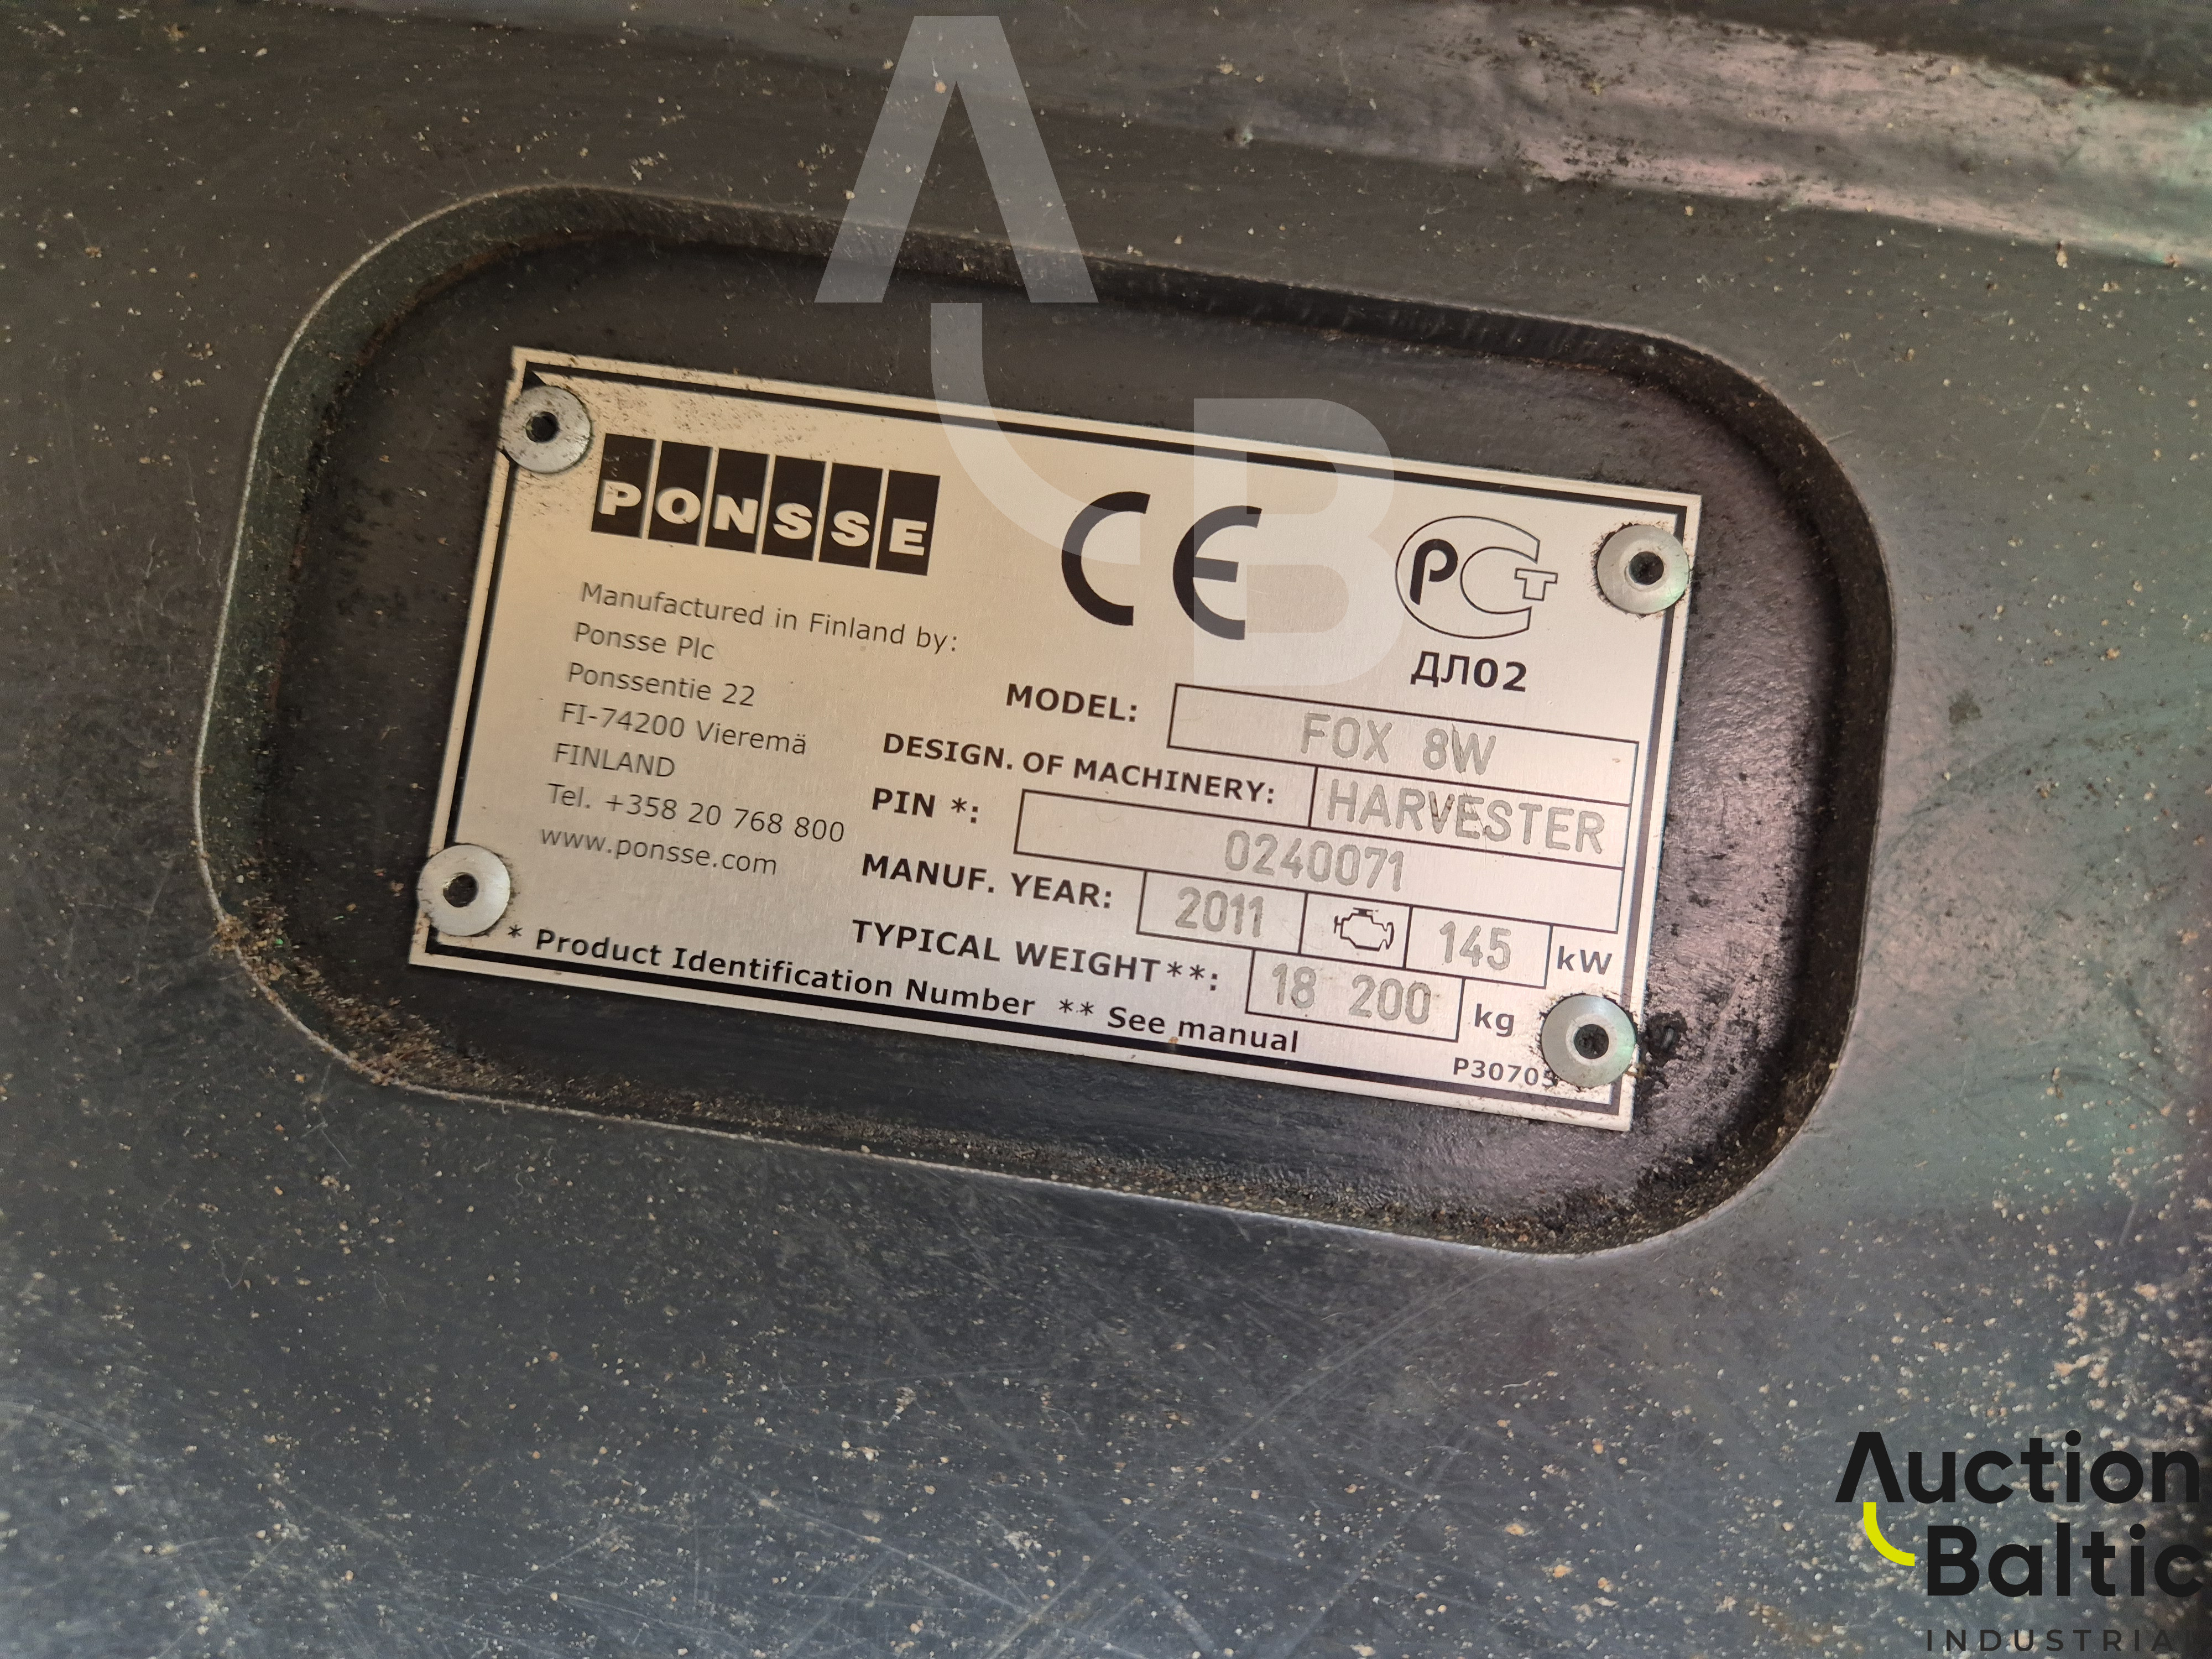 PONSSE
CE
PCT
ДЛ02
Manufactured in Finland by:
Ponsse Plc
Ponssentie 22
FI-74200 Vieremä
FINLAND
Tel. +358 20 768 800
www.ponsse.com
MODEL: FOX 8W
DESIGN. OF MACHINERY: HARVESTER
PIN *: 0240071
MANUF. YEAR: 2011 145 kW
TYPICAL WEIGHT**: 18 200 kg
* Product Identification Number ** See manual
AB
Auction
Baltic
INDUSTRIAL